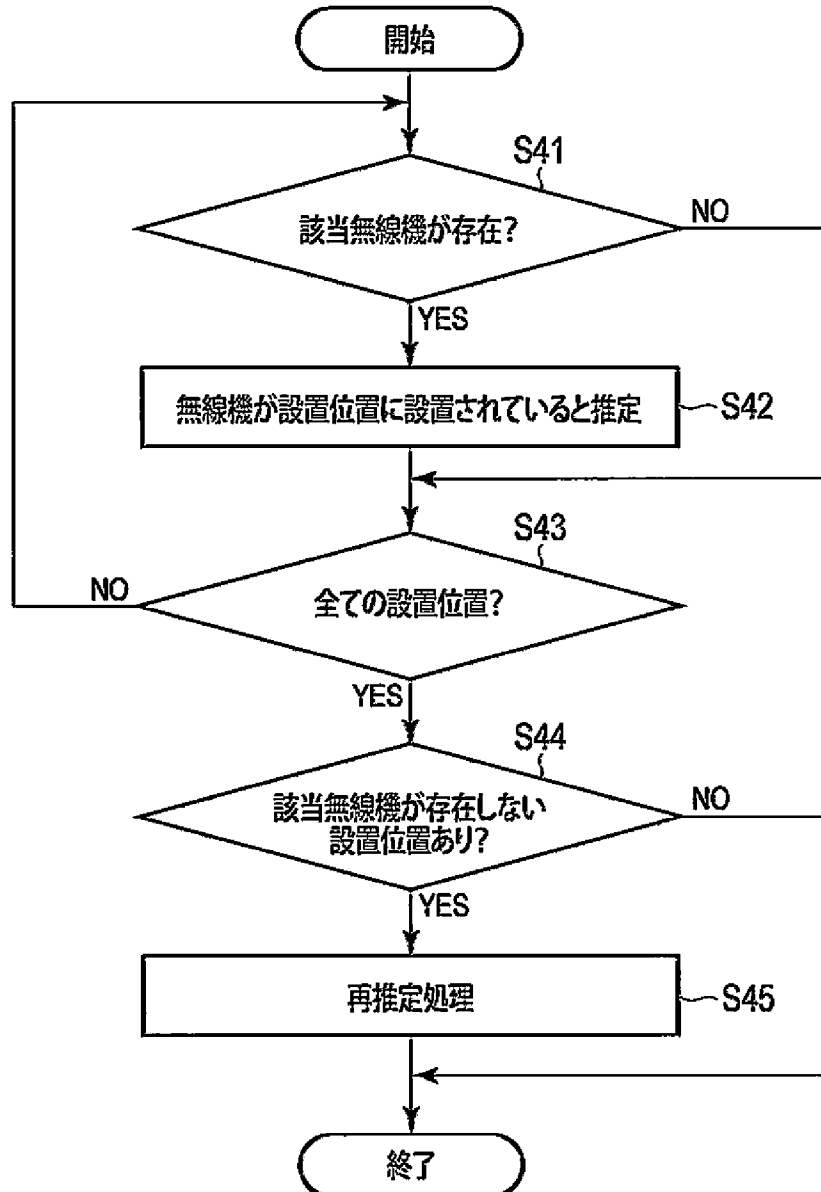 開始
S41
該当無線機が存在?
NO
YES
無線機が設置位置に設置されていると推定
S42
S43
全ての設置位置?
NO
YES
S44
該当無線機が存在しない
設置位置あり?
NO
YES
再推定処理
S45
終了